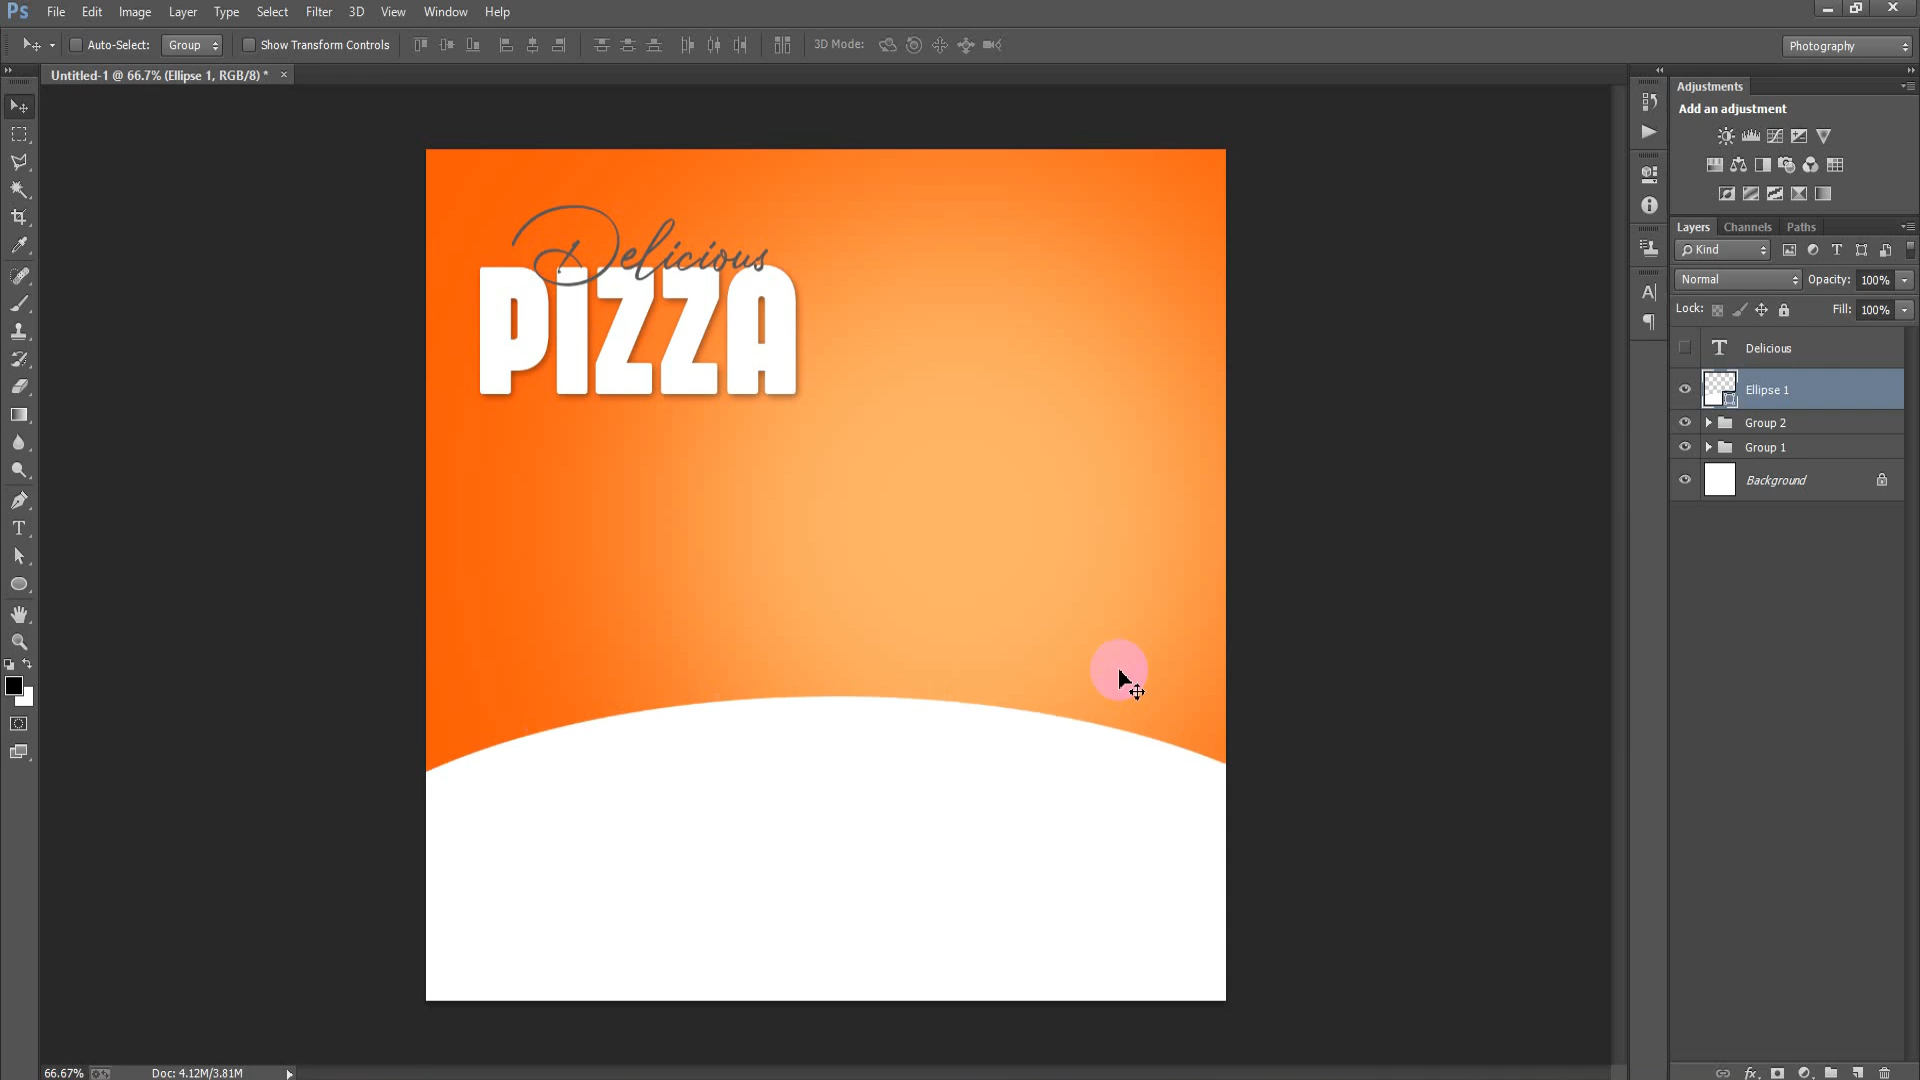 Ps File Edit Image Layer Type Select Filter 3D View Window Help
Auto-Select: Group Show Transform Controls 3D Mode: Photography
Untitled-1 @ 66.7% (Ellipse 1, RGB/8) * ×
Adjustments
Add an adjustment
Layers Channels Paths
Kind
Normal Opacity: 100%
Lock: Fill: 100%
T Delicious
Ellipse 1
Group 2
Group 1
Background
Delicious
PIZZA
66.67% Doc: 4.12M/3.81M